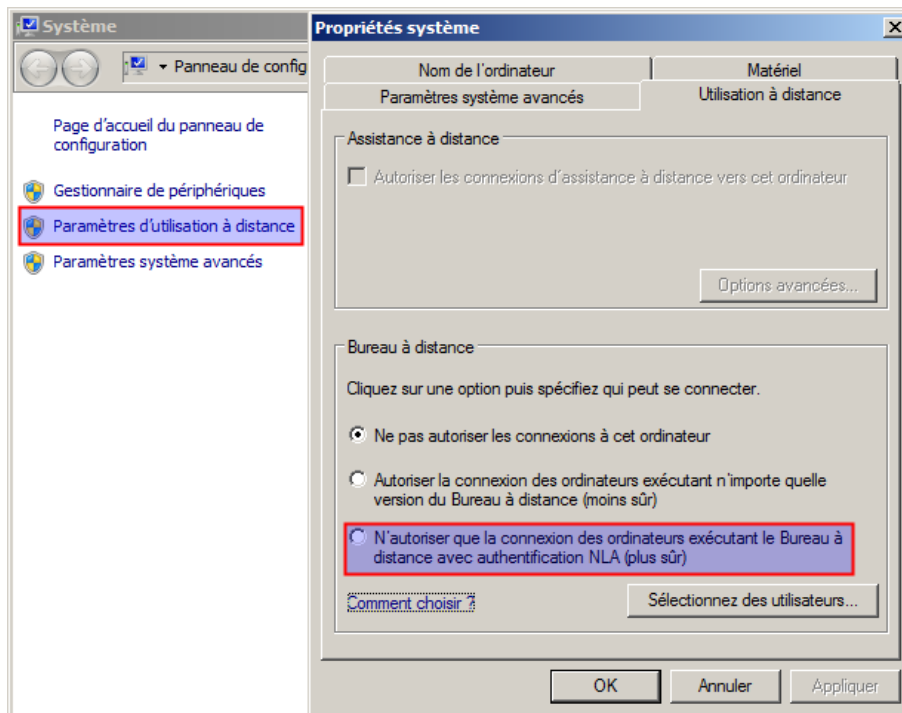 Système
Panneau de config
Page d'accueil du panneau de
configuration
Gestionnaire de périphériques
Paramètres d'utilisation à distance
Paramètres système avancés
Propriétés système
Nom de l'ordinateur
Matériel
Paramètres système avancés
Utilisation à distance
Assistance à distance
Autoriser les connexions d'assistance à distance vers cet ordinateur
Options avancées...
Bureau à distance
Cliquez sur une option puis spécifiez qui peut se connecter.
Ne pas autoriser les connexions à cet ordinateur
Autoriser la connexion des ordinateurs exécutant n'importe quelle
version du Bureau à distance (moins sûr)
N'autoriser que la connexion des ordinateurs exécutant le Bureau à
distance avec authentification NLA (plus sûr)
Comment choisir ?
Sélectionnez des utilisateurs...
OK
Annuler
Appliquer